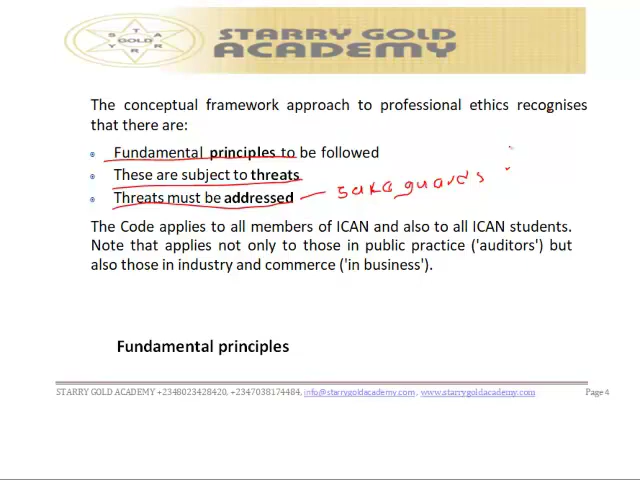 STARRY GOLD
ACADEMY
STAR
GOLD
YR
The conceptual framework approach to professional ethics recognises
that there are:
Fundamental principles to be followed
These are subject to threats
Threats must be addressed safeguards
The Code applies to all members of ICAN and also to all ICAN students.
Note that applies not only to those in public practice ('auditors') but
also those in industry and commerce ('in business').
Fundamental principles
STARRY GOLD ACADEMY +2348023428420, +2347038174484, info@starrygoldacademy.com, www.starrygoldacademy.com Page 4